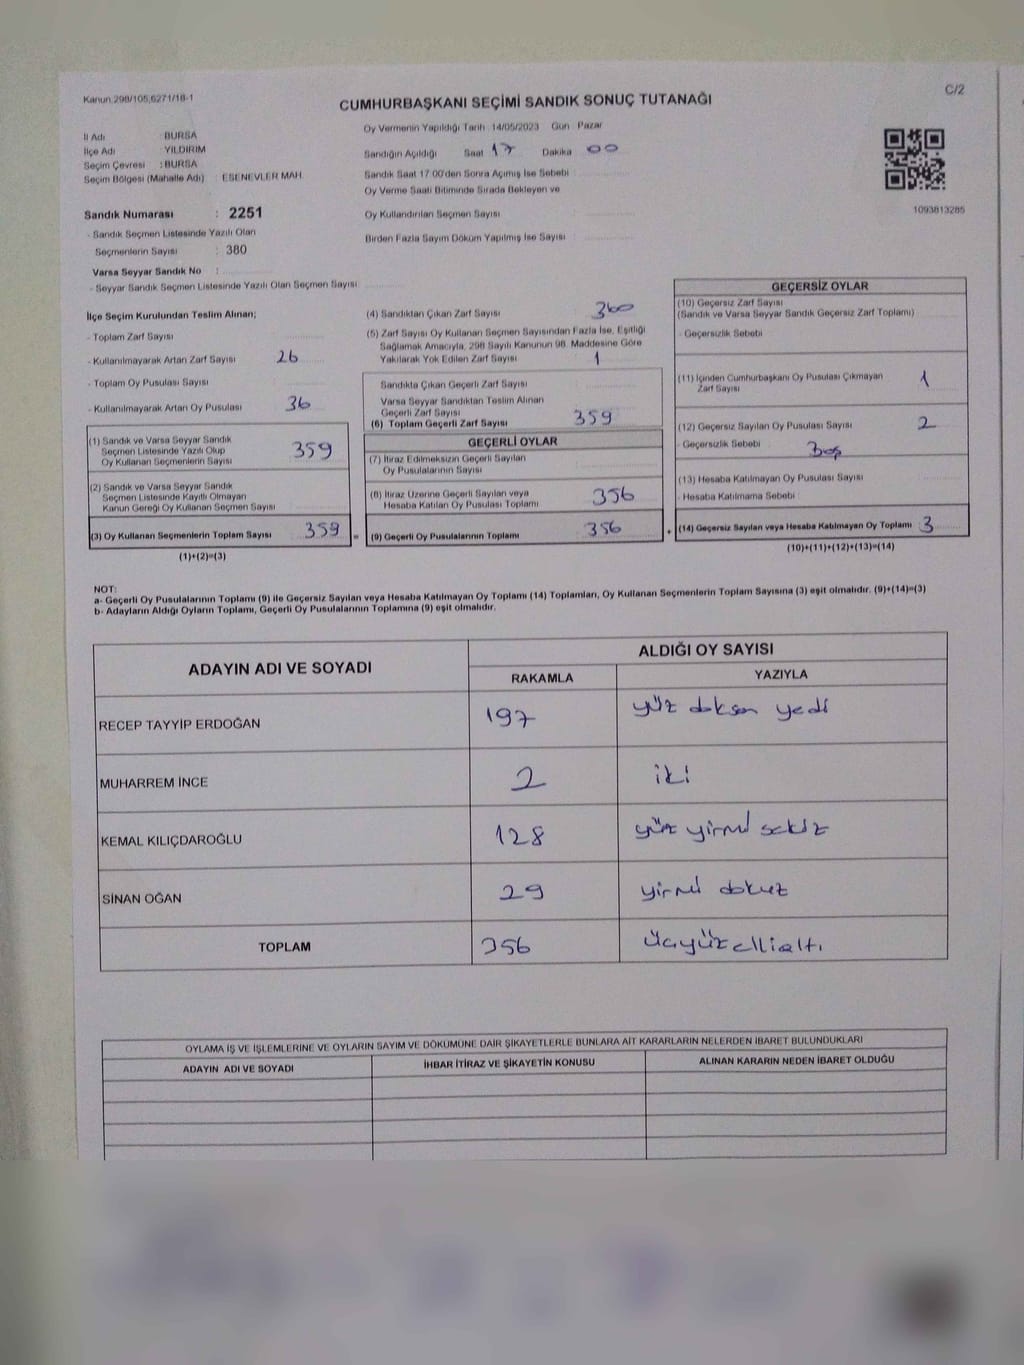 Kanun 298/105,6271/18-1
C/2
CUMHURBAŞKANI SEÇİMİ SANDIK SONUÇ TUTANAĞI
İl Adı : BURSA
İlçe Adı : YILDIRIM
Seçim Çevresi : BURSA
Seçim Bölgesi (Mahalle Adı) : ESENEVLER MAH.
Oy Vermenin Yapıldığı Tarih 14/05/2023 Gün Pazar
Sandığın Açıldığı Saat 17 Dakika 00
Sandık Saat 17.00'den Sonra Açımış İse Sebebi
Oy Verme Saati Bitiminde Sırada Bekleyen ve
Oy Kullandırılan Seçmen Sayısı
Birden Fazla Sayım Döküm Yapılmış İse Sayısı
1093813285
Sandık Numarası : 2251
- Sandık Seçmen Listesinde Yazılı Olan
Seçmenlerin Sayısı : 380
Varsa Seyyar Sandık No :
- Seyyar Sandık Seçmen Listesinde Yazılı Olan Seçmen Sayısı
İlçe Seçim Kurulundan Teslim Alınan;
- Toplam Zarf Sayısı
- Kullanılmayarak Artan Zarf Sayısı 26
- Toplam Oy Pusulası Sayısı
- Kullanılmayarak Artan Oy Pusulası 36
(1) Sandık ve Varsa Seyyar Sandık
Seçmen Listesinde Yazılı Olup
Oy Kullanan Seçmenlerin Sayısı 359
(2) Sandık ve Varsa Seyyar Sandık
Seçmen Listesinde Kayıtlı Olmayan
Kanun Gereği Oy Kullanan Seçmen Sayısı
(3) Oy Kullanan Seçmenlerin Toplam Sayısı 359
(1)+(2)=(3)
(4) Sandıktan Çıkan Zarf Sayısı 360
(5) Zarf Sayısı Oy Kullanan Seçmen Sayısından Fazla İse, Eşitliği
Sağlamak Amacıyla, 298 Sayılı Kanunun 98. Maddesine Göre
Yakılarak Yok Edilen Zarf Sayısı 1
Sandıkta Çıkan Geçerli Zarf Sayısı
Varsa Seyyar Sandıktan Teslim Alınan
Geçerli Zarf Sayısı
(6) Toplam Geçerli Zarf Sayısı 359
GEÇERLİ OYLAR
(7) İtiraz Edilmeksizin Geçerli Sayılan
Oy Pusulalarının Sayısı
(8) İtiraz Üzerine Geçerli Sayılan veya
Hesaba Katılan Oy Pusulası Toplamı 356
= (9) Geçerli Oy Pusulalarının Toplamı 356
GEÇERSİZ OYLAR
(10) Geçersiz Zarf Sayısı
(Sandık ve Varsa Seyyar Sandık Geçersiz Zarf Toplamı)
- Geçersizlik Sebebi
(11) İçinden Cumhurbaşkanı Oy Pusulası Çıkmayan
Zarf Sayısı 1
(12) Geçersiz Sayılan Oy Pusulası Sayısı 2
- Geçersizlik Sebebi Boş
(13) Hesaba Katılmayan Oy Pusulası Sayısı
- Hesaba Katılmama Sebebi
+ (14) Geçersiz Sayılan veya Hesaba Katılmayan Oy Toplamı 3
(10)+(11)+(12)+(13)=(14)
NOT:
a- Geçerli Oy Pusulalarının Toplamı (9) ile Geçersiz Sayılan veya Hesaba Katılmayan Oy Toplamı (14) Toplamları, Oy Kullanan Seçmenlerin Toplam Sayısına (3) eşit olmalıdır. (9)+(14)=(3)
b- Adayların Aldığı Oyların Toplamı, Geçerli Oy Pusulalarının Toplamına (9) eşit olmalıdır.
ADAYIN ADI VE SOYADI
ALDIĞI OY SAYISI
RAKAMLA YAZIYLA
RECEP TAYYİP ERDOĞAN 197 yüz doksan yedi
MUHARREM İNCE 2 iki
KEMAL KILIÇDAROĞLU 128 yüz yirmi sekiz
SİNAN OĞAN 29 yirmi dokuz
TOPLAM 356 üçyüzellialtı
OYLAMA İŞ VE İŞLEMLERİNE VE OYLARIN SAYIM VE DÖKÜMÜNE DAİR ŞİKAYETLERLE BUNLARA AİT KARARLARIN NELERDEN İBARET BULUNDUKLARI
ADAYIN ADI VE SOYADI İHBAR İTİRAZ VE ŞİKAYETİN KONUSU ALINAN KARARIN NEDEN İBARET OLDUĞU